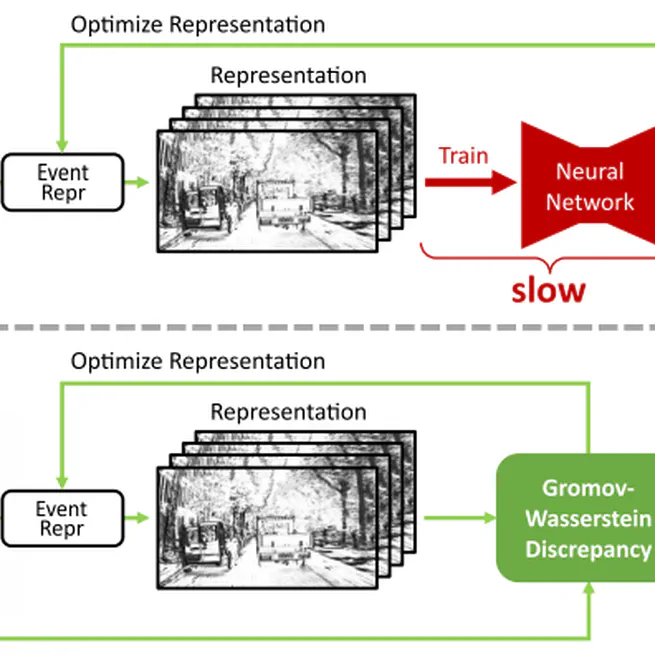 Optimize Representation
Representation
Event
Repr
Train
Neural
Network
slow
Optimize Representation
Representation
Event
Repr
Gromov-
Wasserstein
Discrepancy